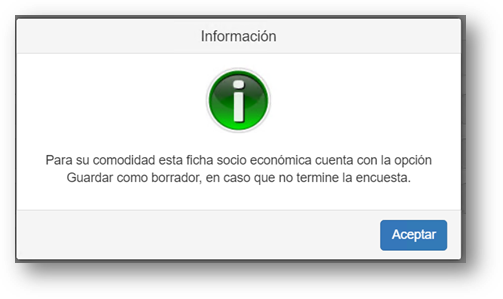 Información
Para su comodidad esta ficha socio económica cuenta con la opción
Guardar como borrador, en caso que no termine la encuesta.
Aceptar